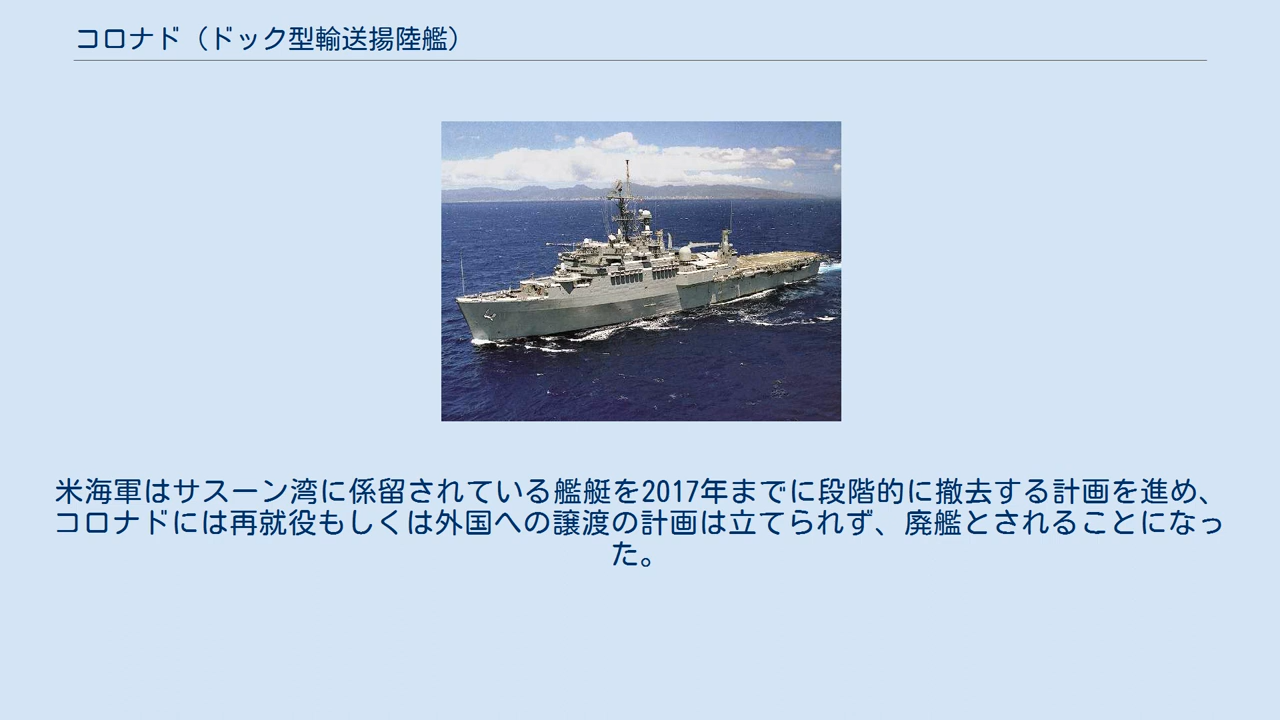 コロナド（ドック型輸送揚陸艦）
米海軍はサスーン湾に係留されている艦艇を2017年までに段階的に撤去する計画を進め、
コロナドには再就役もしくは外国への譲渡の計画は立てられず、廃艦とされることになっ
た。